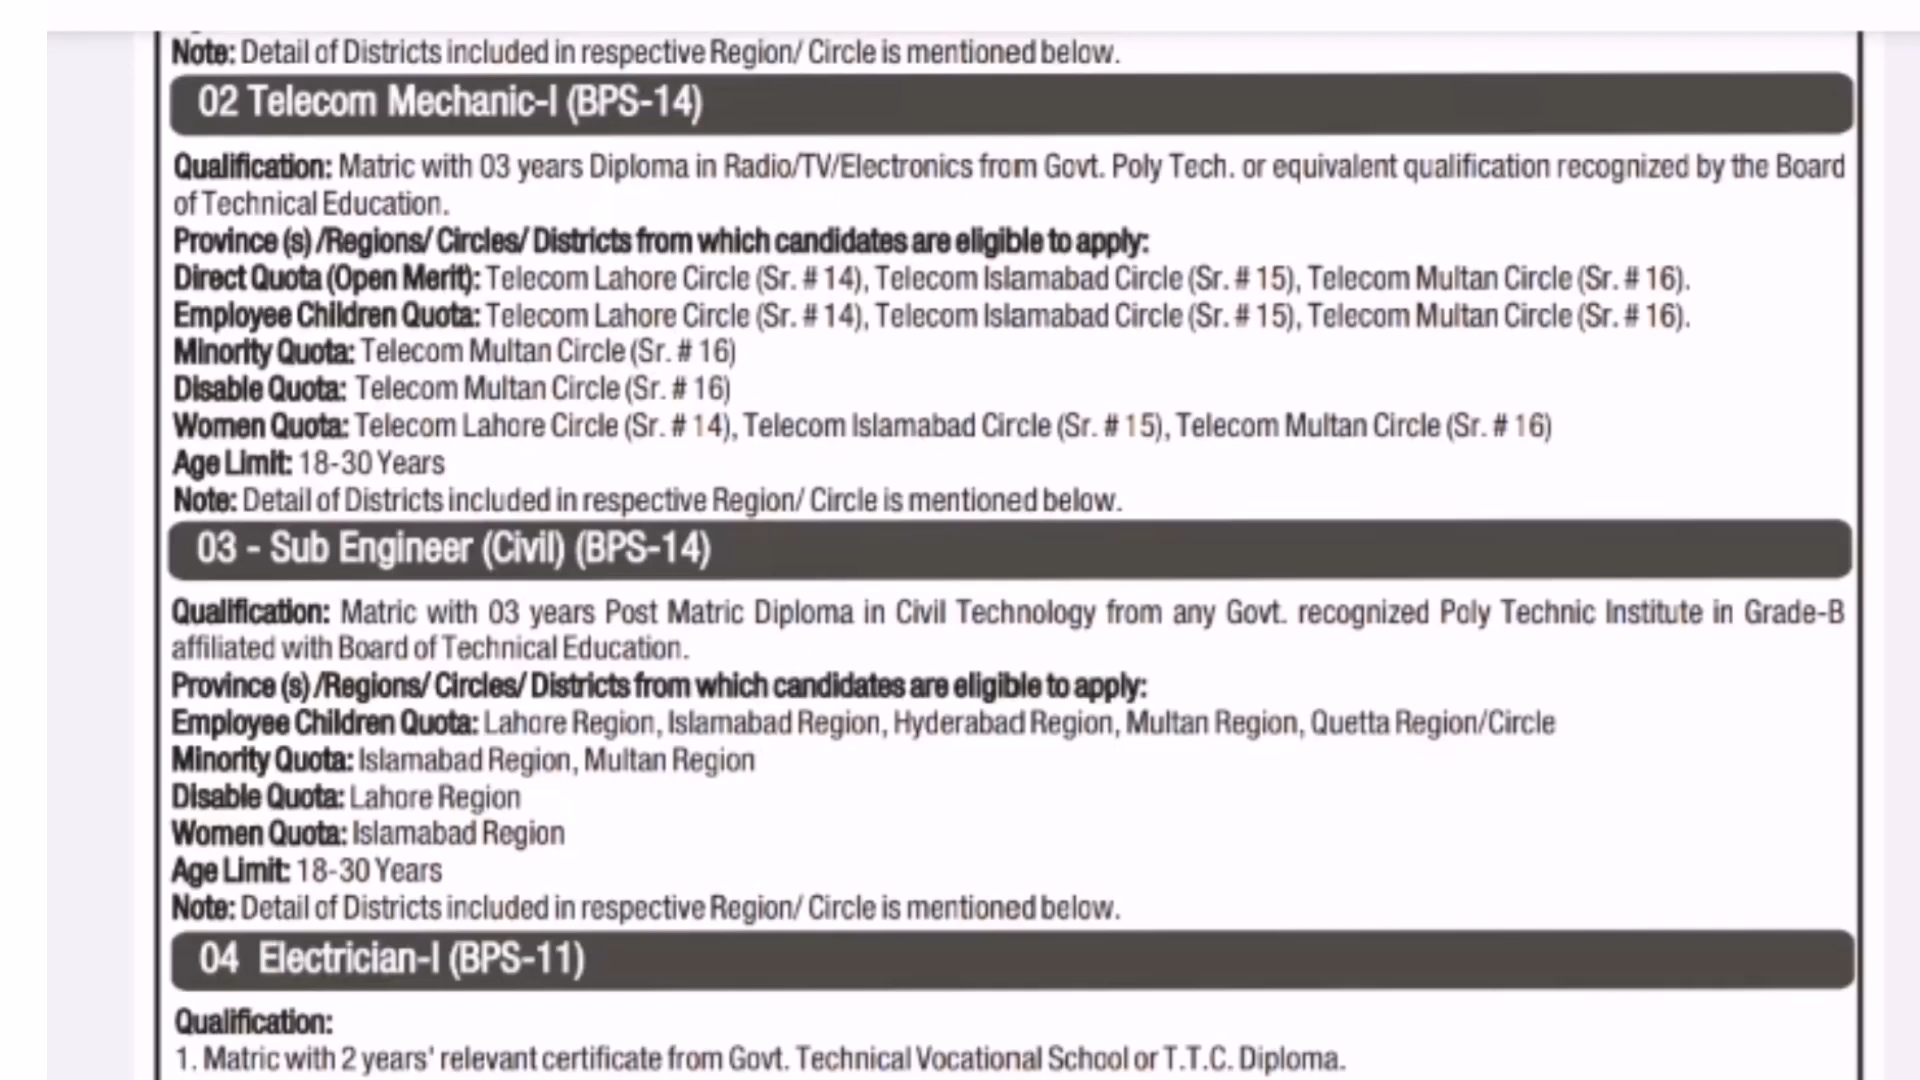 Note: Detail of Districts included in respective Region/ Circle is mentioned below.
02 Telecom Mechanic-I (BPS-14)
Qualification: Matric with 03 years Diploma in Radio/TV/Electronics from Govt. Poly Tech. or equivalent qualification recognized by the Board
of Technical Education.
Province (s) /Regions/ Circles/ Districts from which candidates are eligible to apply:
Direct Quota (Open Merit): Telecom Lahore Circle (Sr. # 14), Telecom Islamabad Circle (Sr. # 15), Telecom Multan Circle (Sr. # 16).
Employee Children Quota: Telecom Lahore Circle (Sr. # 14), Telecom Islamabad Circle (Sr. # 15), Telecom Multan Circle (Sr. # 16).
Minority Quota: Telecom Multan Circle (Sr. # 16)
Disable Quota: Telecom Multan Circle (Sr. # 16)
Women Quota: Telecom Lahore Circle (Sr. # 14), Telecom Islamabad Circle (Sr. # 15), Telecom Multan Circle (Sr. # 16)
Age Limit: 18-30 Years
Note: Detail of Districts included in respective Region/ Circle is mentioned below.
03 - Sub Engineer (Civil) (BPS-14)
Qualification: Matric with 03 years Post Matric Diploma in Civil Technology from any Govt. recognized Poly Technic Institute in Grade-B
affiliated with Board of Technical Education.
Province (s) /Regions/ Circles/ Districts from which candidates are eligible to apply:
Employee Children Quota: Lahore Region, Islamabad Region, Hyderabad Region, Multan Region, Quetta Region/Circle
Minority Quota: Islamabad Region, Multan Region
Disable Quota: Lahore Region
Women Quota: Islamabad Region
Age Limit: 18-30 Years
Note: Detail of Districts included in respective Region/ Circle is mentioned below.
04 Electrician-I (BPS-11)
Qualification:
1. Matric with 2 years' relevant certificate from Govt. Technical Vocational School or T.T.C. Diploma.